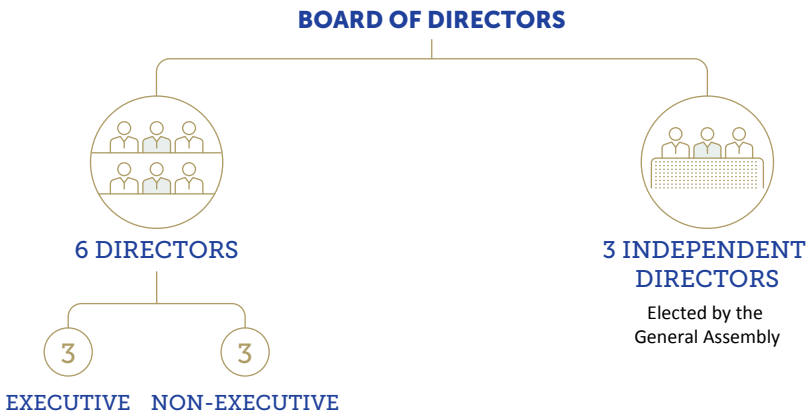 BOARD OF DIRECTORS
6 DIRECTORS
3 INDEPENDENT
DIRECTORS
Elected by the
General Assembly
3
3
EXECUTIVE
NON-EXECUTIVE